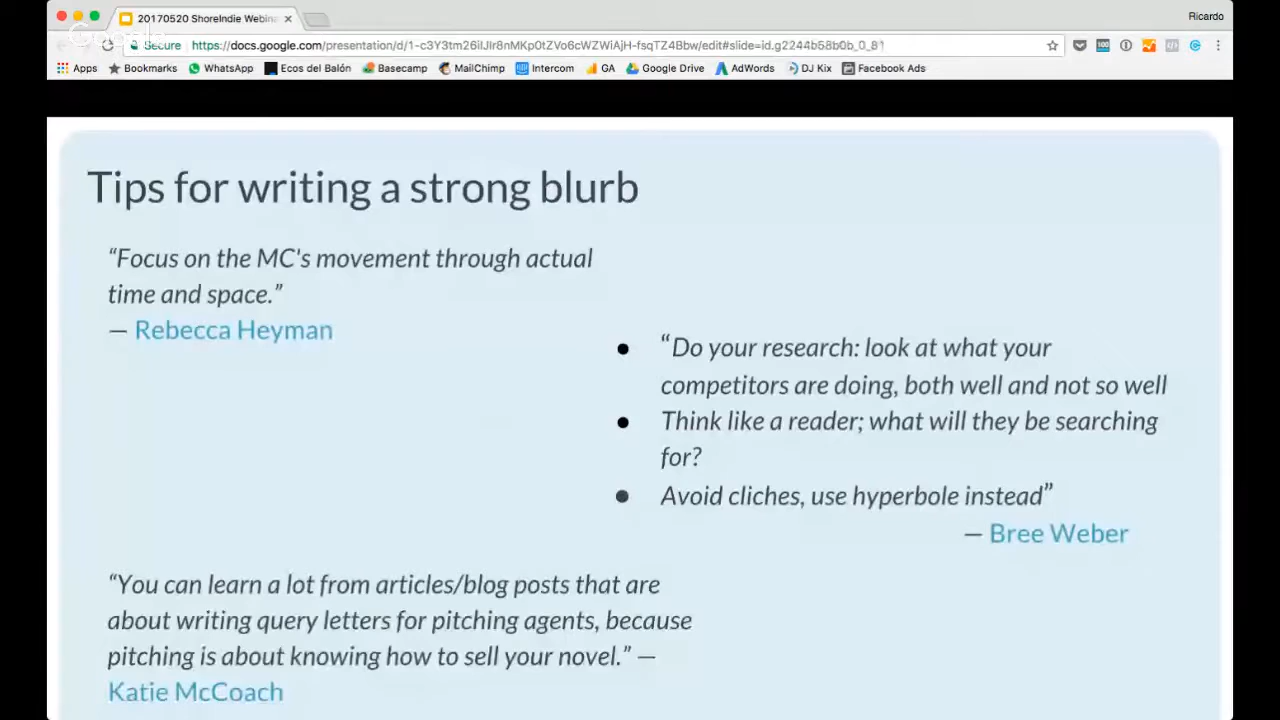 20170520 ShoreIndie Webina
Ricardo
Google
Secure
https://docs.google.com/presentation/d/
edit#slide=id.g2244b58b0b_0_81
Apps Bookmarks WhatsApp Ecos del Balón Basecamp MailChimp Intercom GA Google Drive AdWords DJ Kix Facebook Ads
Tips for writing a strong blurb
“Focus on the MC's movement through actual
time and space.”
— Rebecca Heyman
● “Do your research: look at what your
competitors are doing, both well and not so well
● Think like a reader; what will they be searching
for?
● Avoid cliches, use hyperbole instead”
— Bree Weber
“You can learn a lot from articles/blog posts that are
about writing query letters for pitching agents, because
pitching is about knowing how to sell your novel.” —
Katie McCoach